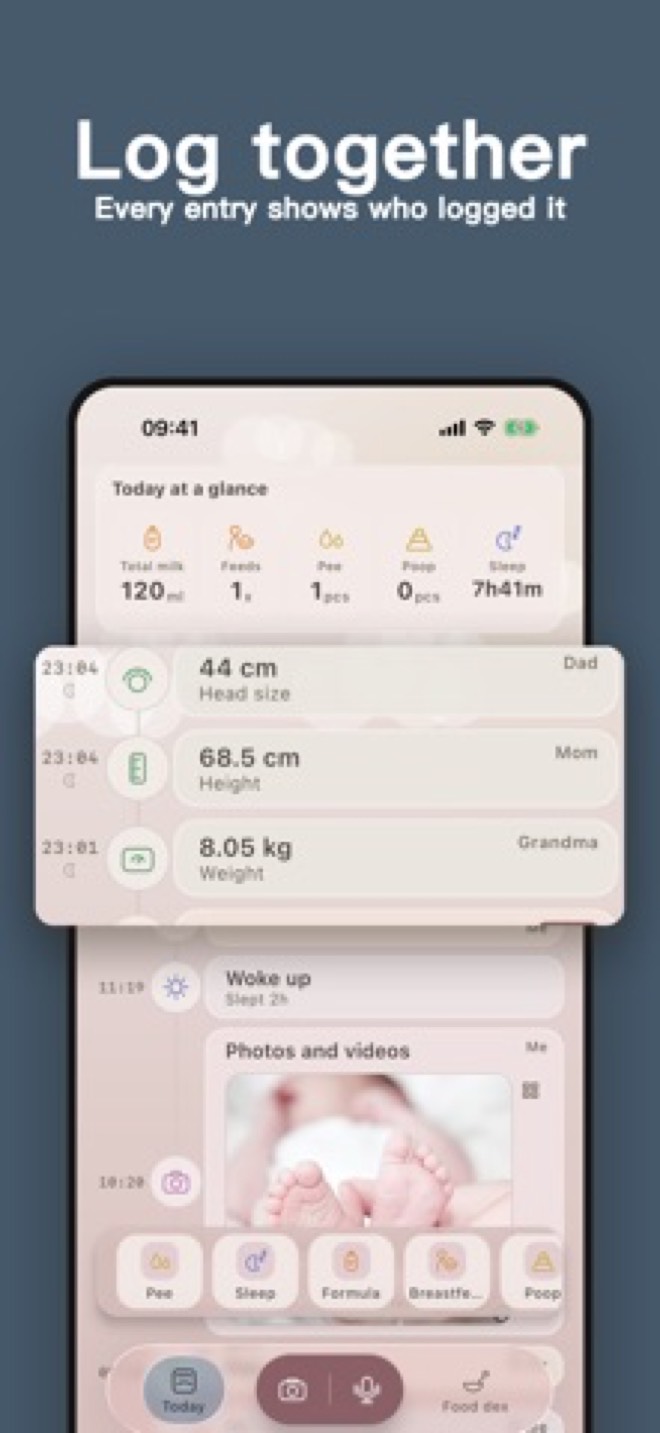 Log together
Every entry shows who logged it
09:41
Today at a glance
Total milk Feeds Pee Poop Sleep
120 ml 1x 1 pcs 0 pcs 7h41m
23:04 44 cm Dad
Head size
23:04 68.5 cm Mom
Height
23:01 8.05 kg Grandma
Weight
Me
11:19 Woke up
Slept 2h
Photos and videos Me
10:20
Pee Sleep Formula Breastfe... Poop
Today Food dex